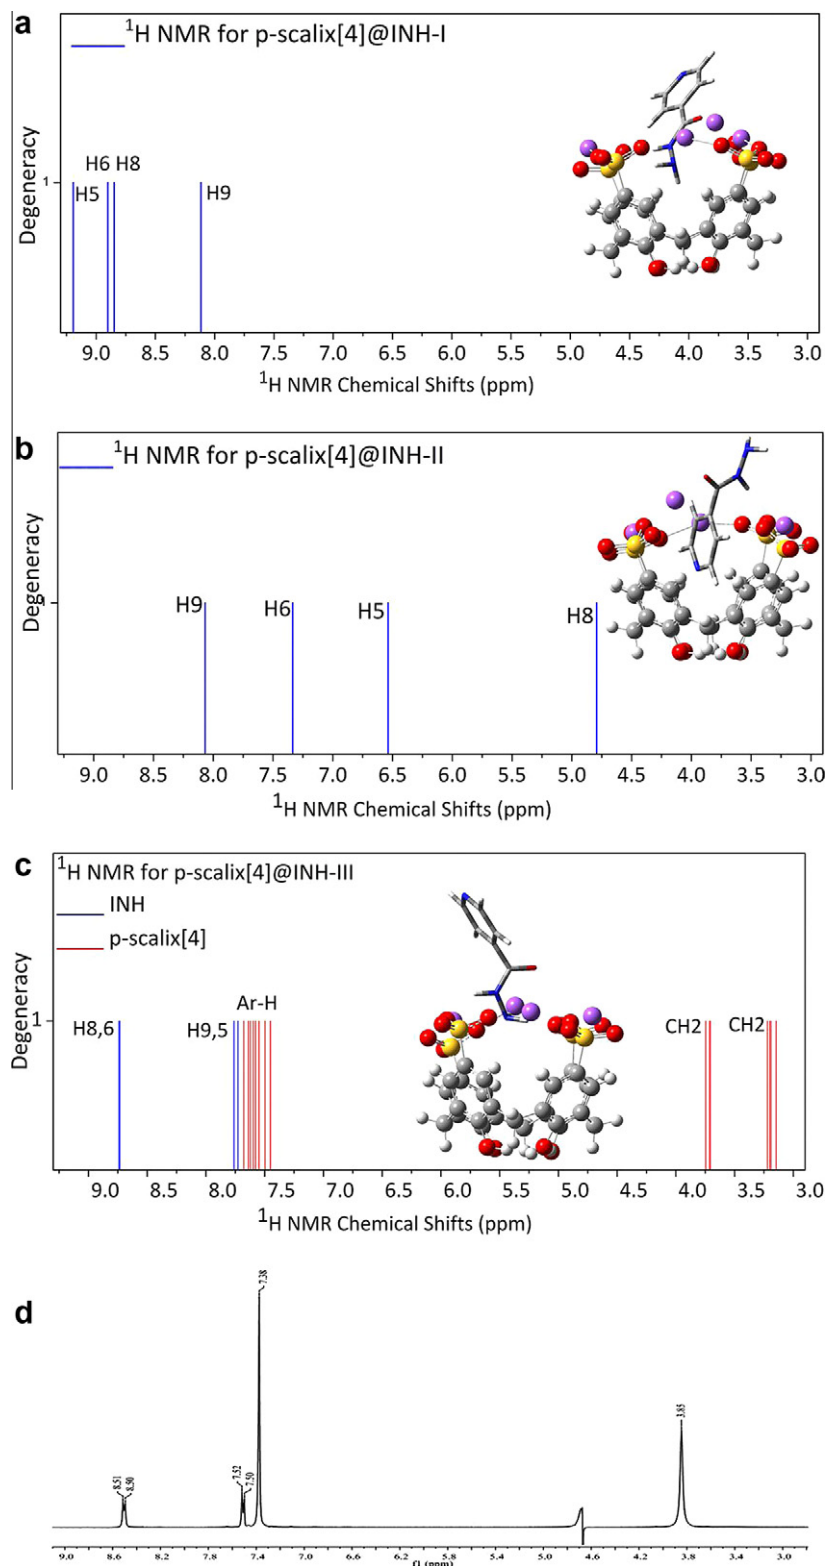 a
¹H NMR for p-scalix[4]@INH-I
Degeneracy
1
H6 H8
H5
H9
9.0 8.5 8.0 7.5 7.0 6.5 6.0 5.5 5.0 4.5 4.0 3.5 3.0
¹H NMR Chemical Shifts (ppm)
b
¹H NMR for p-scalix[4]@INH-II
Degeneracy
H9
H6
H5
H8
9.0 8.5 8.0 7.5 7.0 6.5 6.0 5.5 5.0 4.5 4.0 3.5 3.0
¹H NMR Chemical Shifts (ppm)
c
¹H NMR for p-scalix[4]@INH-III
INH
p-scalix[4]
Degeneracy
1
Ar-H
H8,6
H9,5
CH2
CH2
9.0 8.5 8.0 7.5 7.0 6.5 6.0 5.5 5.0 4.5 4.0 3.5 3.0
¹H NMR Chemical Shifts (ppm)
d
8.51
8.50
7.52
7.50
7.38
3.85
9.0 8.6 8.2 7.8 7.4 7.0 6.6 6.2 5.8 5.4 5.0 4.6 4.2 3.8 3.4 3.0